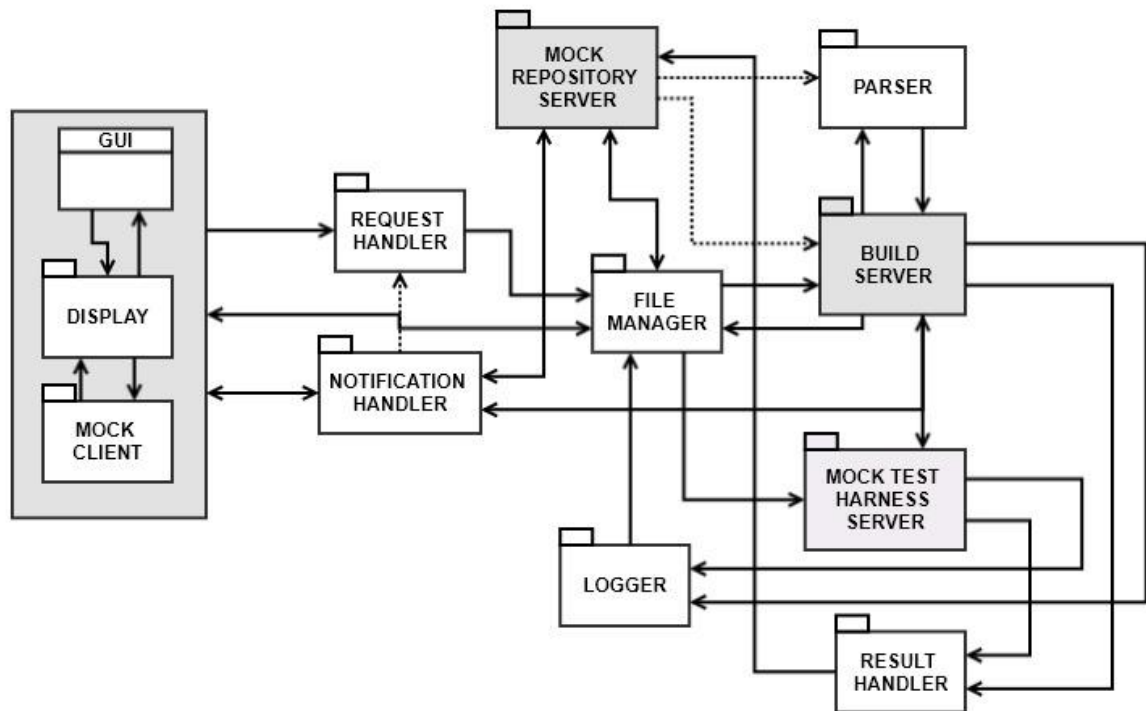 MOCK
REPOSITORY
SERVER
PARSER
GUI
REQUEST
HANDLER
BUILD
SERVER
DISPLAY
FILE
MANAGER
NOTIFICATION
HANDLER
MOCK
CLIENT
MOCK TEST
HARNESS
SERVER
LOGGER
RESULT
HANDLER